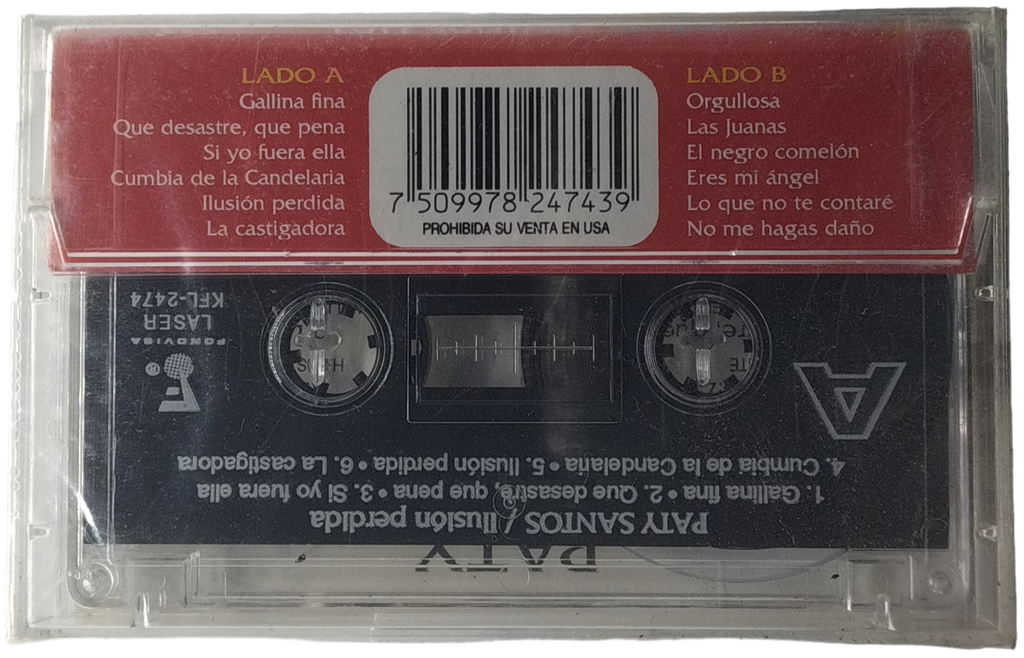 LADO A
Gallina fina
Que desastre, que pena
Si yo fuera ella
Cumbia de la Candelaria
Ilusión perdida
La castigadora
7 509978 247439
PROHIBIDA SU VENTA EN USA
LADO B
Orgullosa
Las Juanas
El negro comelón
Eres mi ángel
Lo que no te contaré
No me hagas daño
PATY
PATY SANTOS / Ilusión perdida
1. Gallina fina • 2. Que desastre, que pena • 3. Si yo fuera ella
4. Cumbia de la Candelaria • 5. Ilusión perdida • 6. La castigadora
A
FONOVISA
LASER
KFL-2474